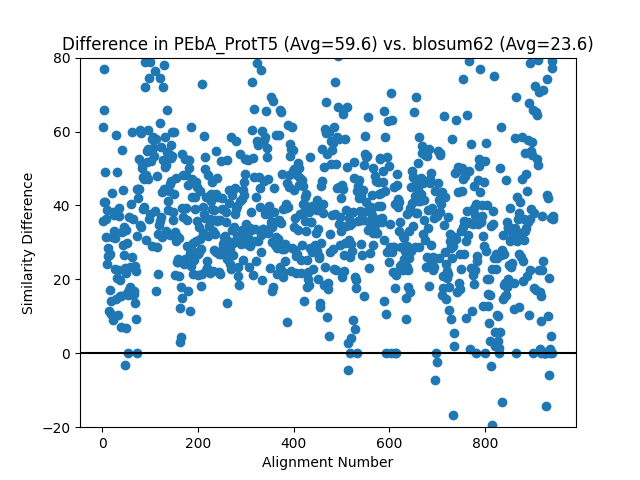 Difference in PEbA_ProtT5 (Avg=59.6) vs. blosum62 (Avg=23.6)
80
60
40
20
0
−20
Similarity Difference
0 200 400 600 800
Alignment Number